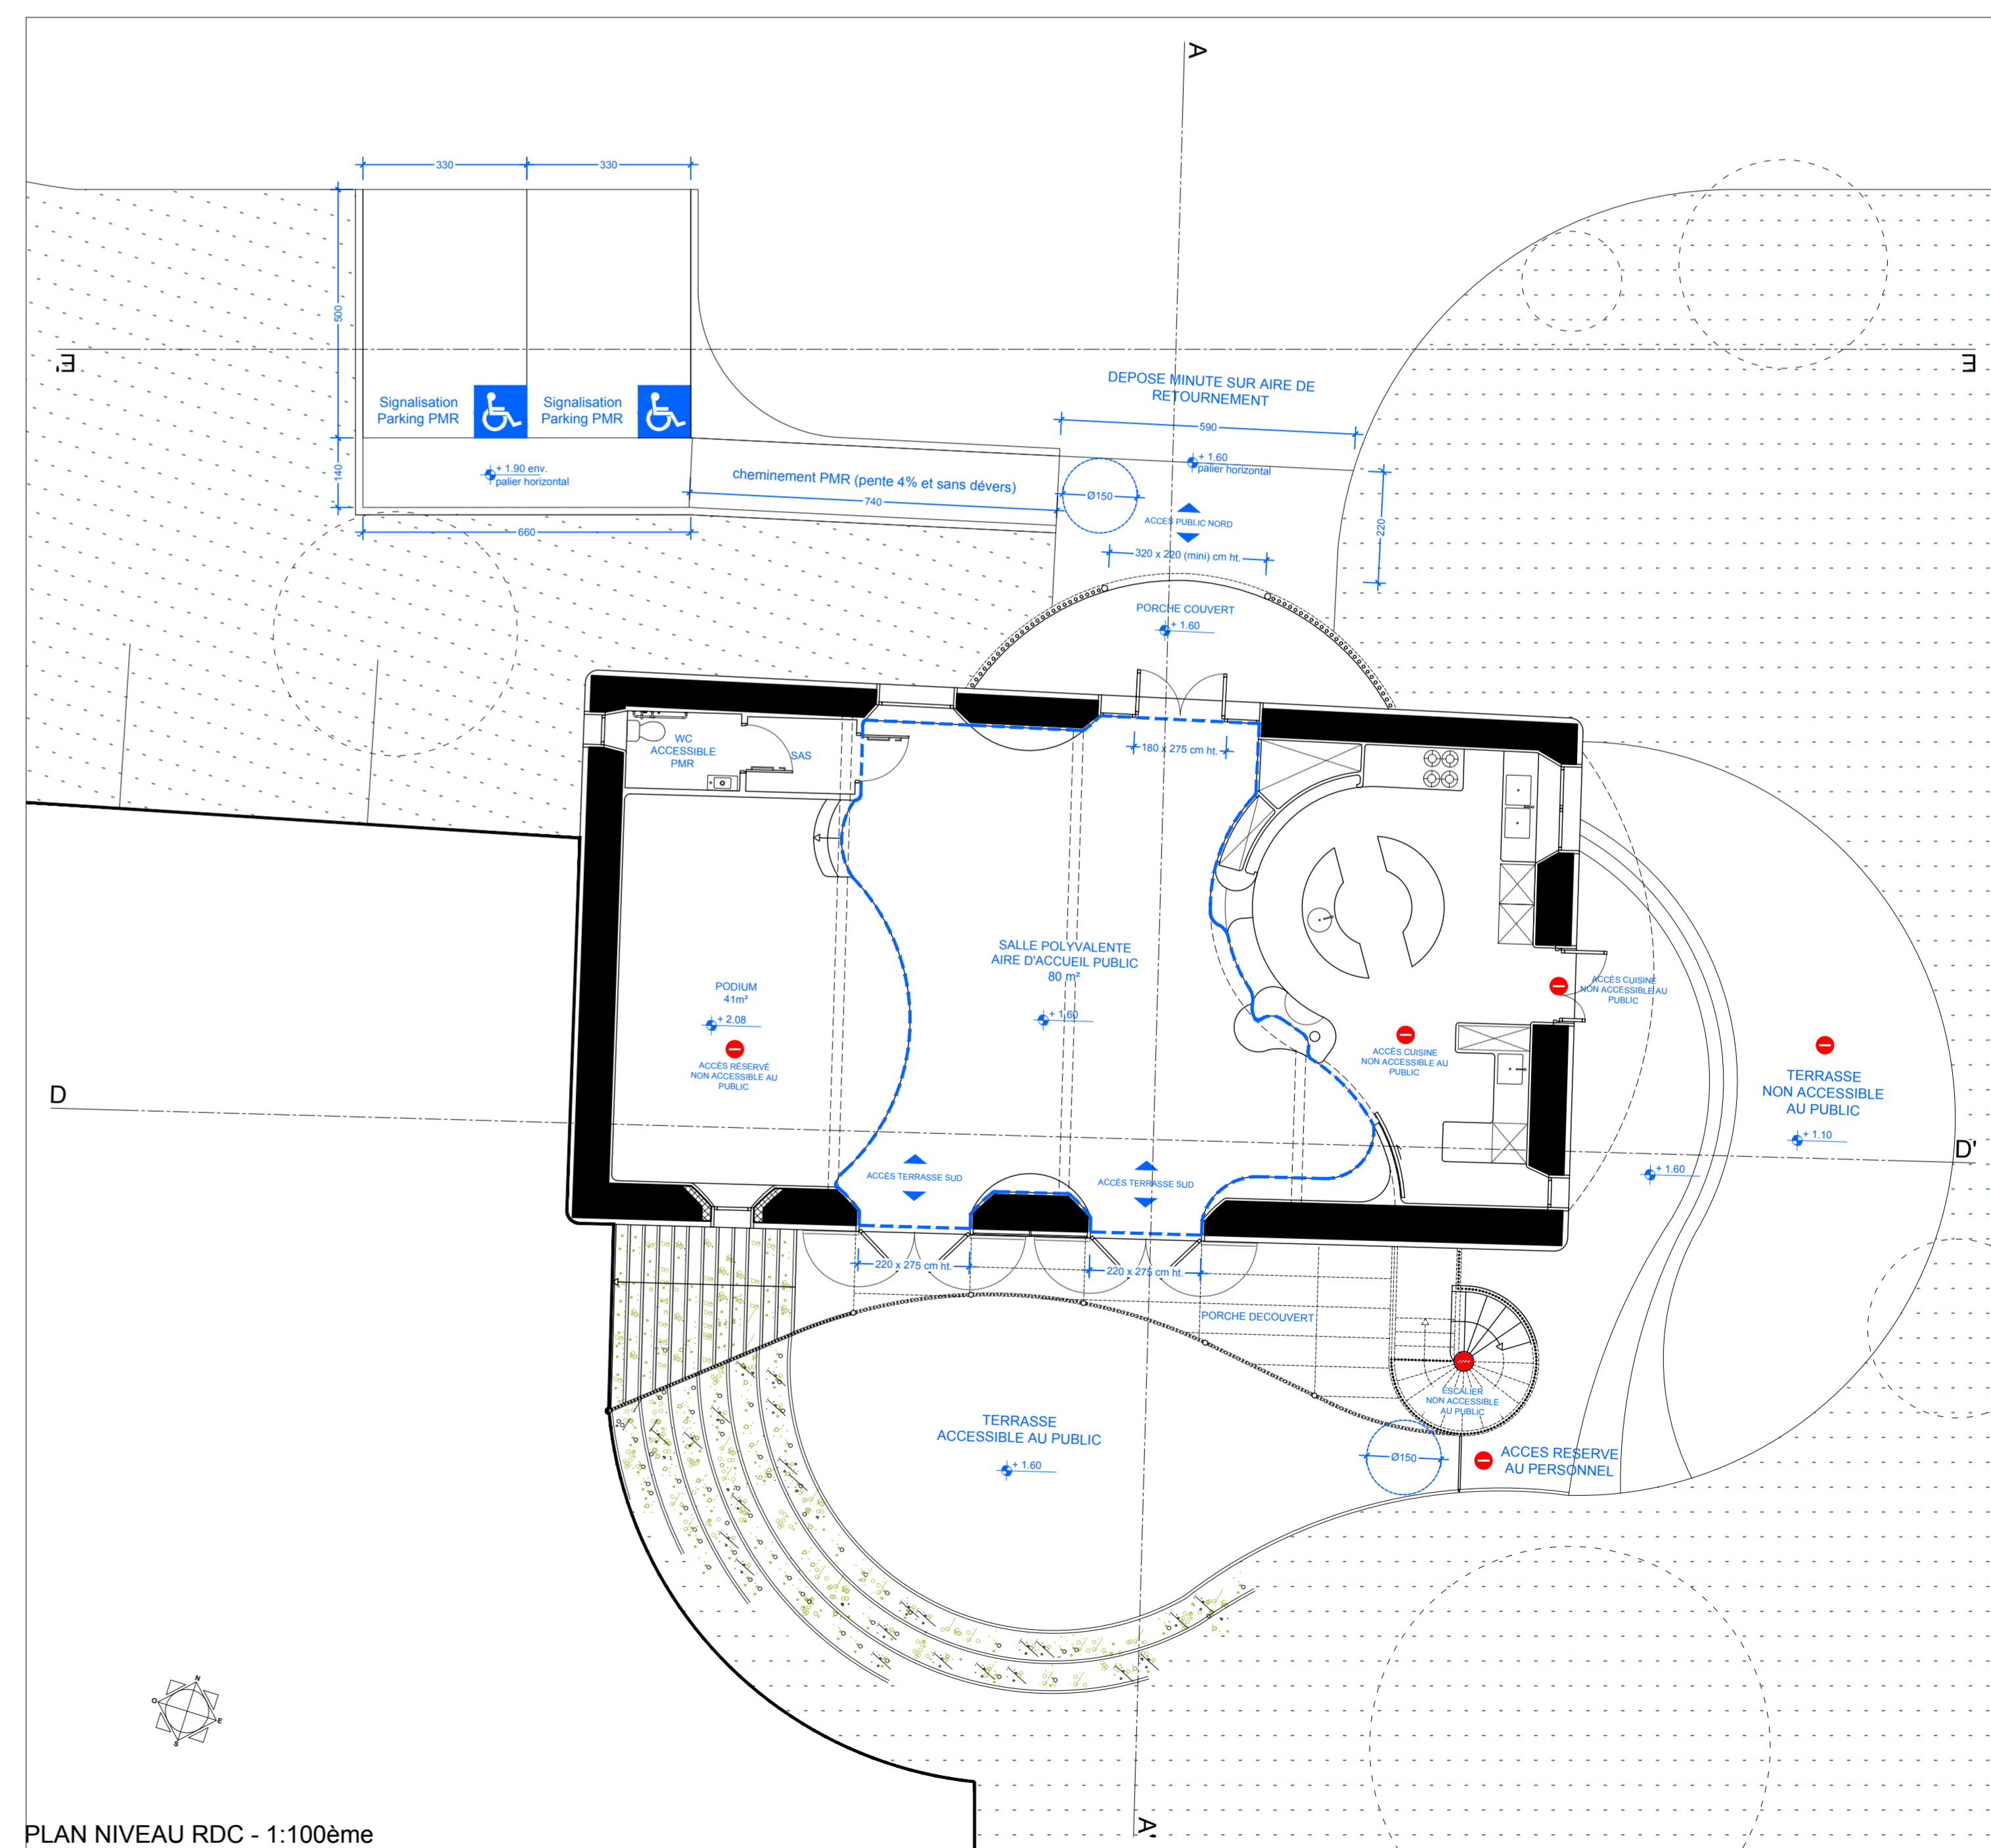 A
330
330
500
E'
E
DEPOSE MINUTE SUR AIRE DE
RETOURNEMENT
590
Signalisation
Parking PMR
Signalisation
Parking PMR
140
+ 1.90 env.
palier horizontal
cheminement PMR (pente 4% et sans dévers)
740
Ø150
+ 1.60
palier horizontal
ACCES PUBLIC NORD
220
660
320 x 220 (mini) cm ht.
PORCHE COUVERT
+ 1.60
WC
ACCESSIBLE
PMR
SAS
180 x 275 cm ht.
SALLE POLYVALENTE
AIRE D'ACCUEIL PUBLIC
80 m²
+ 1.60
PODIUM
41m²
+ 2.08
ACCÈS RÉSERVÉ
NON ACCESSIBLE AU
PUBLIC
ACCÈS CUISINE
NON ACCESSIBLE AU
PUBLIC
ACCÈS CUISINE
NON ACCESSIBLE AU
PUBLIC
TERRASSE
NON ACCESSIBLE
AU PUBLIC
+ 1.10
D
D'
+ 1.60
ACCÈS TERRASSE SUD
ACCÈS TERRASSE SUD
220 x 275 cm ht.
220 x 275 cm ht.
PORCHE DECOUVERT
ESCALIER
NON ACCESSIBLE
AU PUBLIC
TERRASSE
ACCESSIBLE AU PUBLIC
+ 1.60
Ø150
ACCES RESERVE
AU PERSONNEL
N
O
E
S
A'
PLAN NIVEAU RDC - 1:100ème